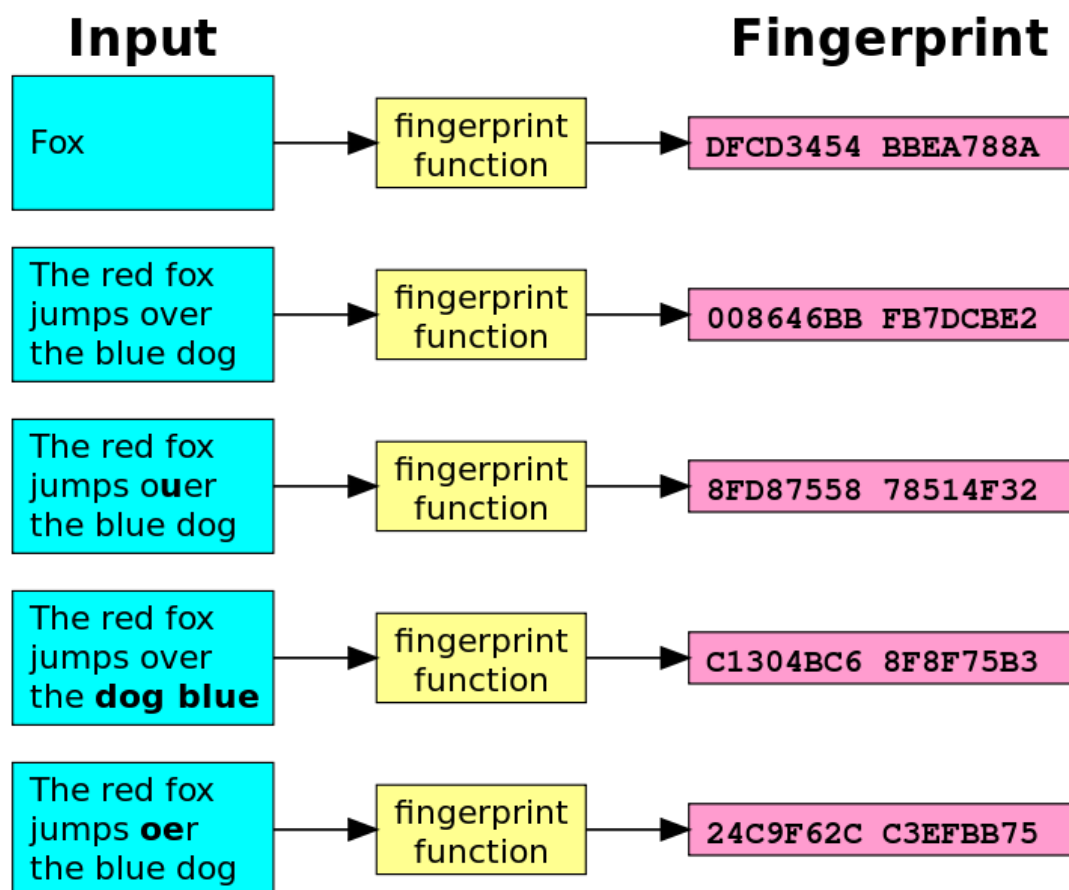 Input
Fingerprint
Fox
fingerprint
function
DFCD3454 BBEA788A
The red fox
jumps over
the blue dog
fingerprint
function
008646BB FB7DCBE2
The red fox
jumps ouer
the blue dog
fingerprint
function
8FD87558 78514F32
The red fox
jumps over
the dog blue
fingerprint
function
C1304BC6 8F8F75B3
The red fox
jumps oer
the blue dog
fingerprint
function
24C9F62C C3EFBB75